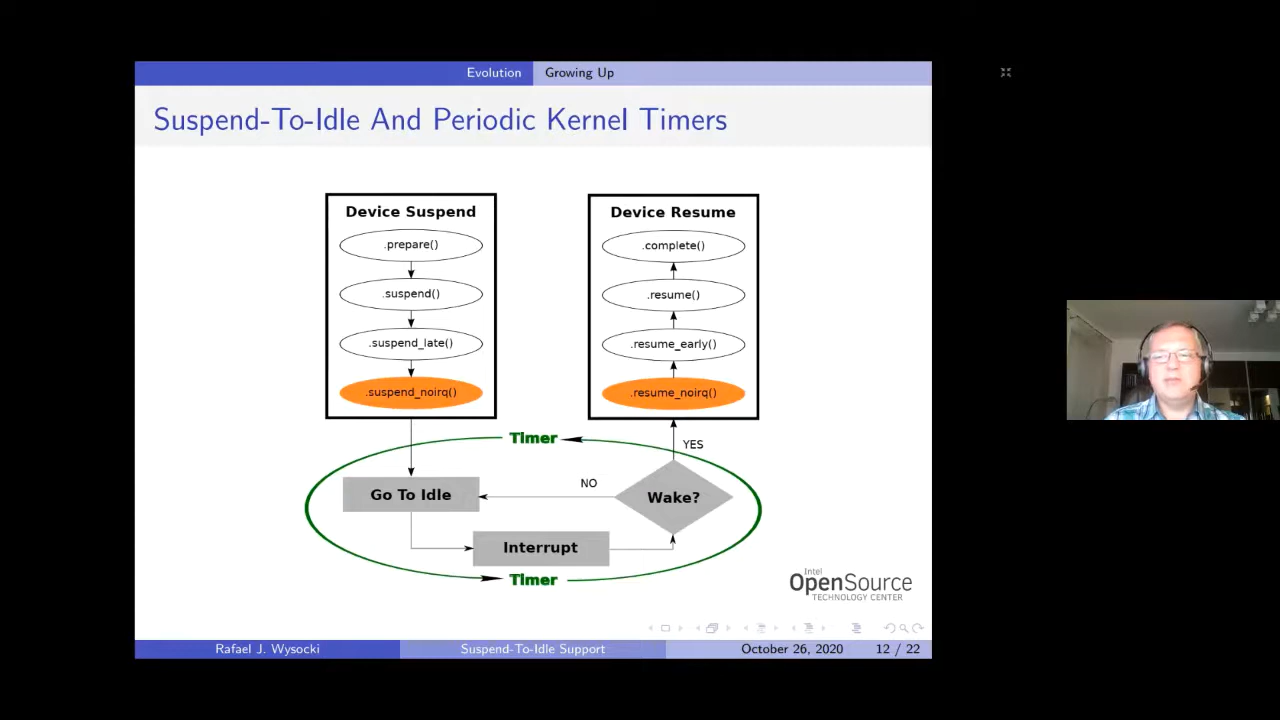 Evolution Growing Up
Suspend-To-Idle And Periodic Kernel Timers
Device Suspend
.prepare()
.suspend()
.suspend_late()
.suspend_noirq()
Device Resume
.complete()
.resume()
.resume_early()
.resume_noirq()
Timer
YES
Go To Idle
NO
Wake?
Interrupt
Timer
Intel
OpenSource
TECHNOLOGY CENTER
Rafael J. Wysocki Suspend-To-Idle Support October 26, 2020 12 / 22